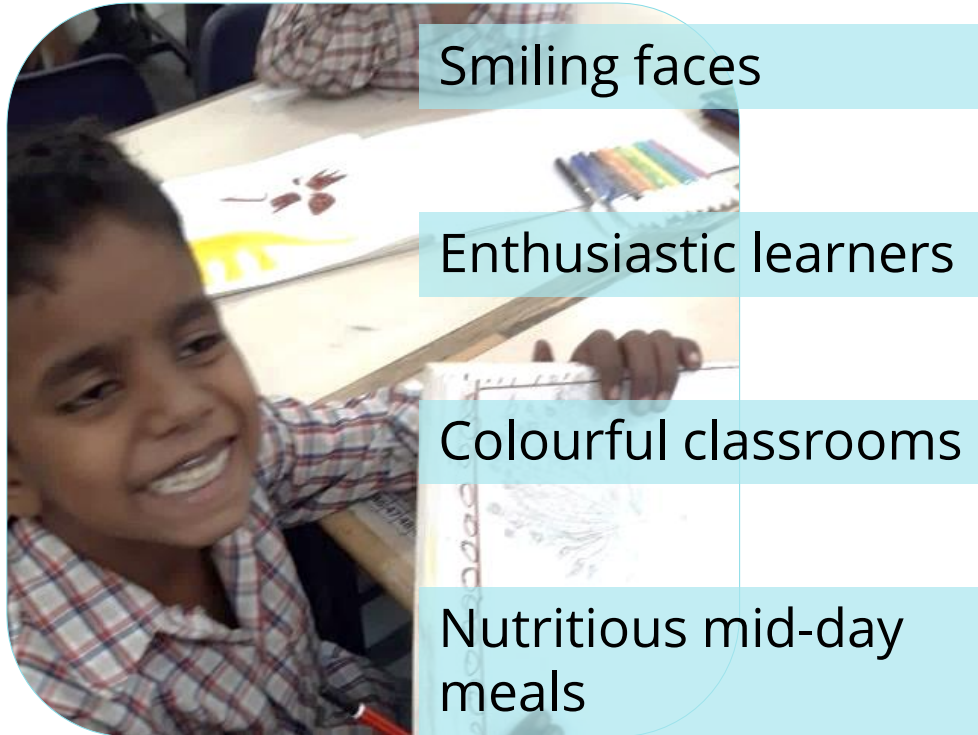 Smiling faces
Enthusiastic learners
Colourful classrooms
Nutritious mid-day
meals